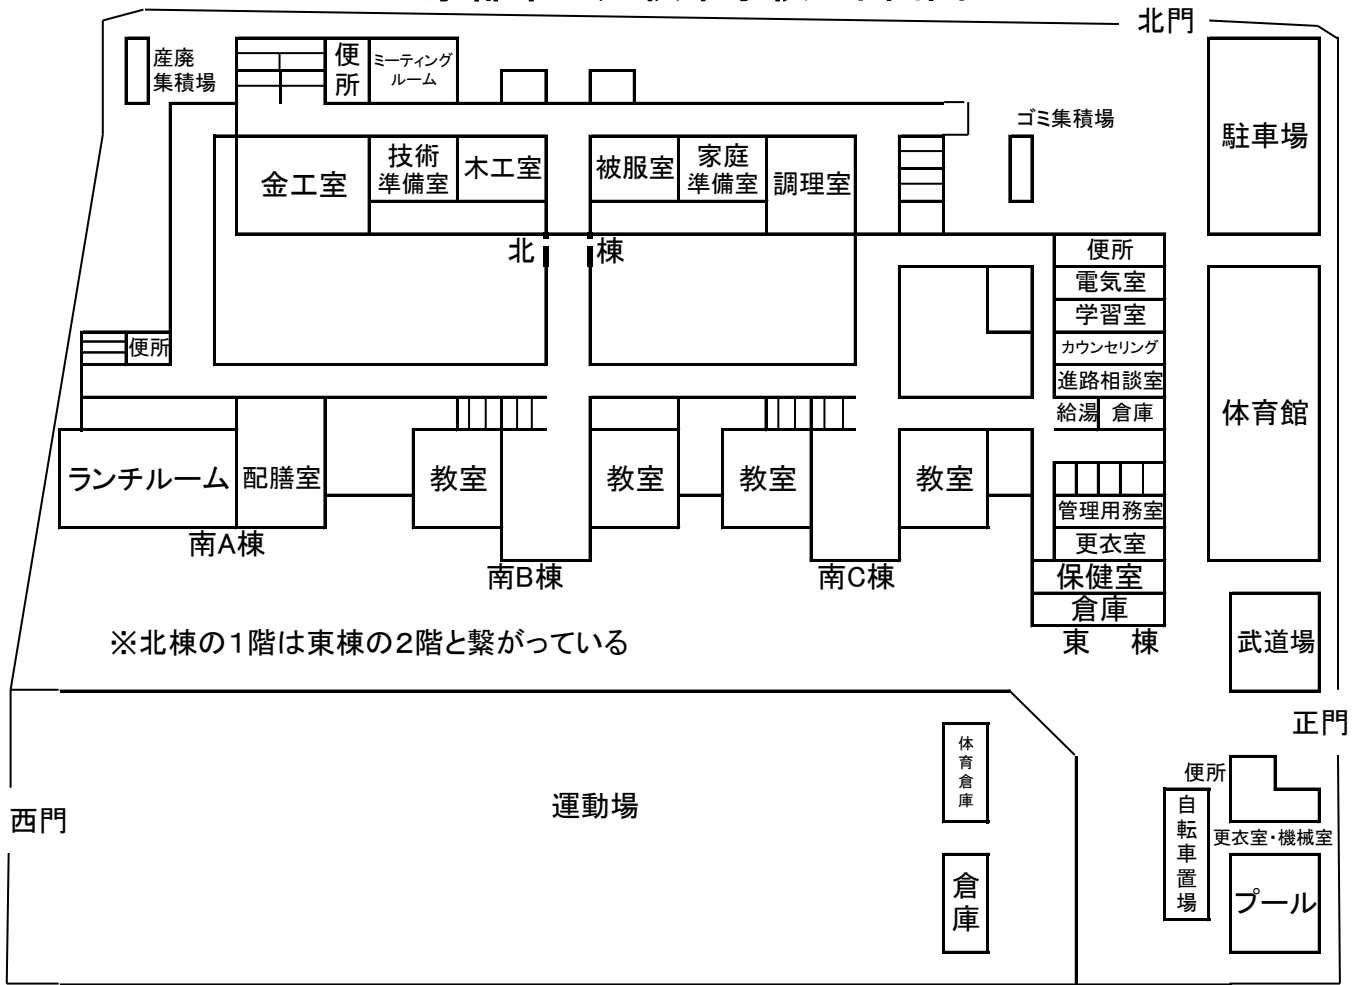 北門
産廃
集積場
便
所
ミーティング
ルーム
ゴミ集積場
駐車場
金工室
技術
準備室
木工室
被服室
家庭
準備室
調理室
北 棟
便所
電気室
学習室
カウンセリング
進路相談室
給湯
倉庫
便所
体育館
ランチルーム
配膳室
教室
教室
教室
教室
管理用務室
更衣室
保健室
倉庫
南A棟
南B棟
南C棟
東 棟
※北棟の1階は東棟の2階と繋がっている
武道場
正門
体育倉庫
便所
西門
運動場
自転車置場
更衣室・機械室
倉庫
プール